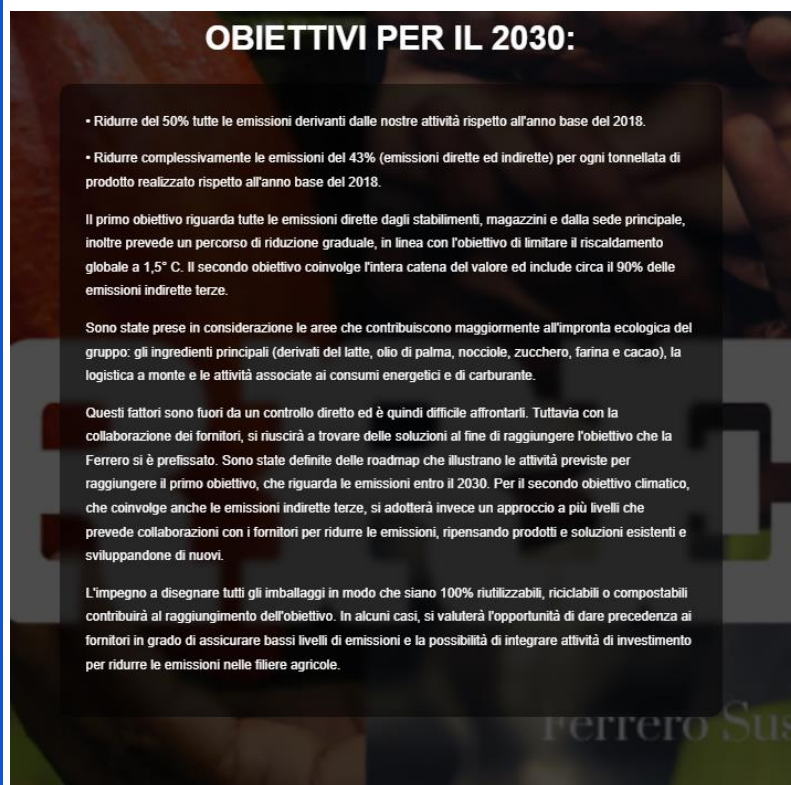 OBIETTIVI PER IL 2030:
▪ Ridurre del 50% tutte le emissioni derivanti dalle nostre attività rispetto all'anno base del 2018.
▪ Ridurre complessivamente le emissioni del 43% (emissioni dirette ed indirette) per ogni tonnellata di
prodotto realizzato rispetto all'anno base del 2018.
Il primo obiettivo riguarda tutte le emissioni dirette dagli stabilimenti, magazzini e dalla sede principale,
inoltre prevede un percorso di riduzione graduale, in linea con l'obiettivo di limitare il riscaldamento
globale a 1,5° C. Il secondo obiettivo coinvolge l'intera catena del valore ed include circa il 90% delle
emissioni indirette terze.
Sono state prese in considerazione le aree che contribuiscono maggiormente all'impronta ecologica del
gruppo: gli ingredienti principali (derivati del latte, olio di palma, nocciole, zucchero, farina e cacao), la
logistica a monte e le attività associate ai consumi energetici e di carburante.
Questi fattori sono fuori da un controllo diretto ed è quindi difficile affrontarli. Tuttavia con la
collaborazione dei fornitori, si riuscirà a trovare delle soluzioni al fine di raggiungere l'obiettivo che la
Ferrero si è prefissato. Sono state definite delle roadmap che illustrano le attività previste per
raggiungere il primo obiettivo, che riguarda le emissioni entro il 2030. Per il secondo obiettivo climatico,
che coinvolge anche le emissioni indirette terze, si adotterà invece un approccio a più livelli che
prevede collaborazioni con i fornitori per ridurre le emissioni, ripensando prodotti e soluzioni esistenti e
sviluppandone di nuovi.
L'impegno a disegnare tutti gli imballaggi in modo che siano 100% riutilizzabili, riciclabili o compostabili
contribuirà al raggiungimento dell'obiettivo. In alcuni casi, si valuterà l'opportunità di dare precedenza ai
fornitori in grado di assicurare bassi livelli di emissioni e la possibilità di integrare attività di investimento
per ridurre le emissioni nelle filiere agricole.
Ferrero Sus